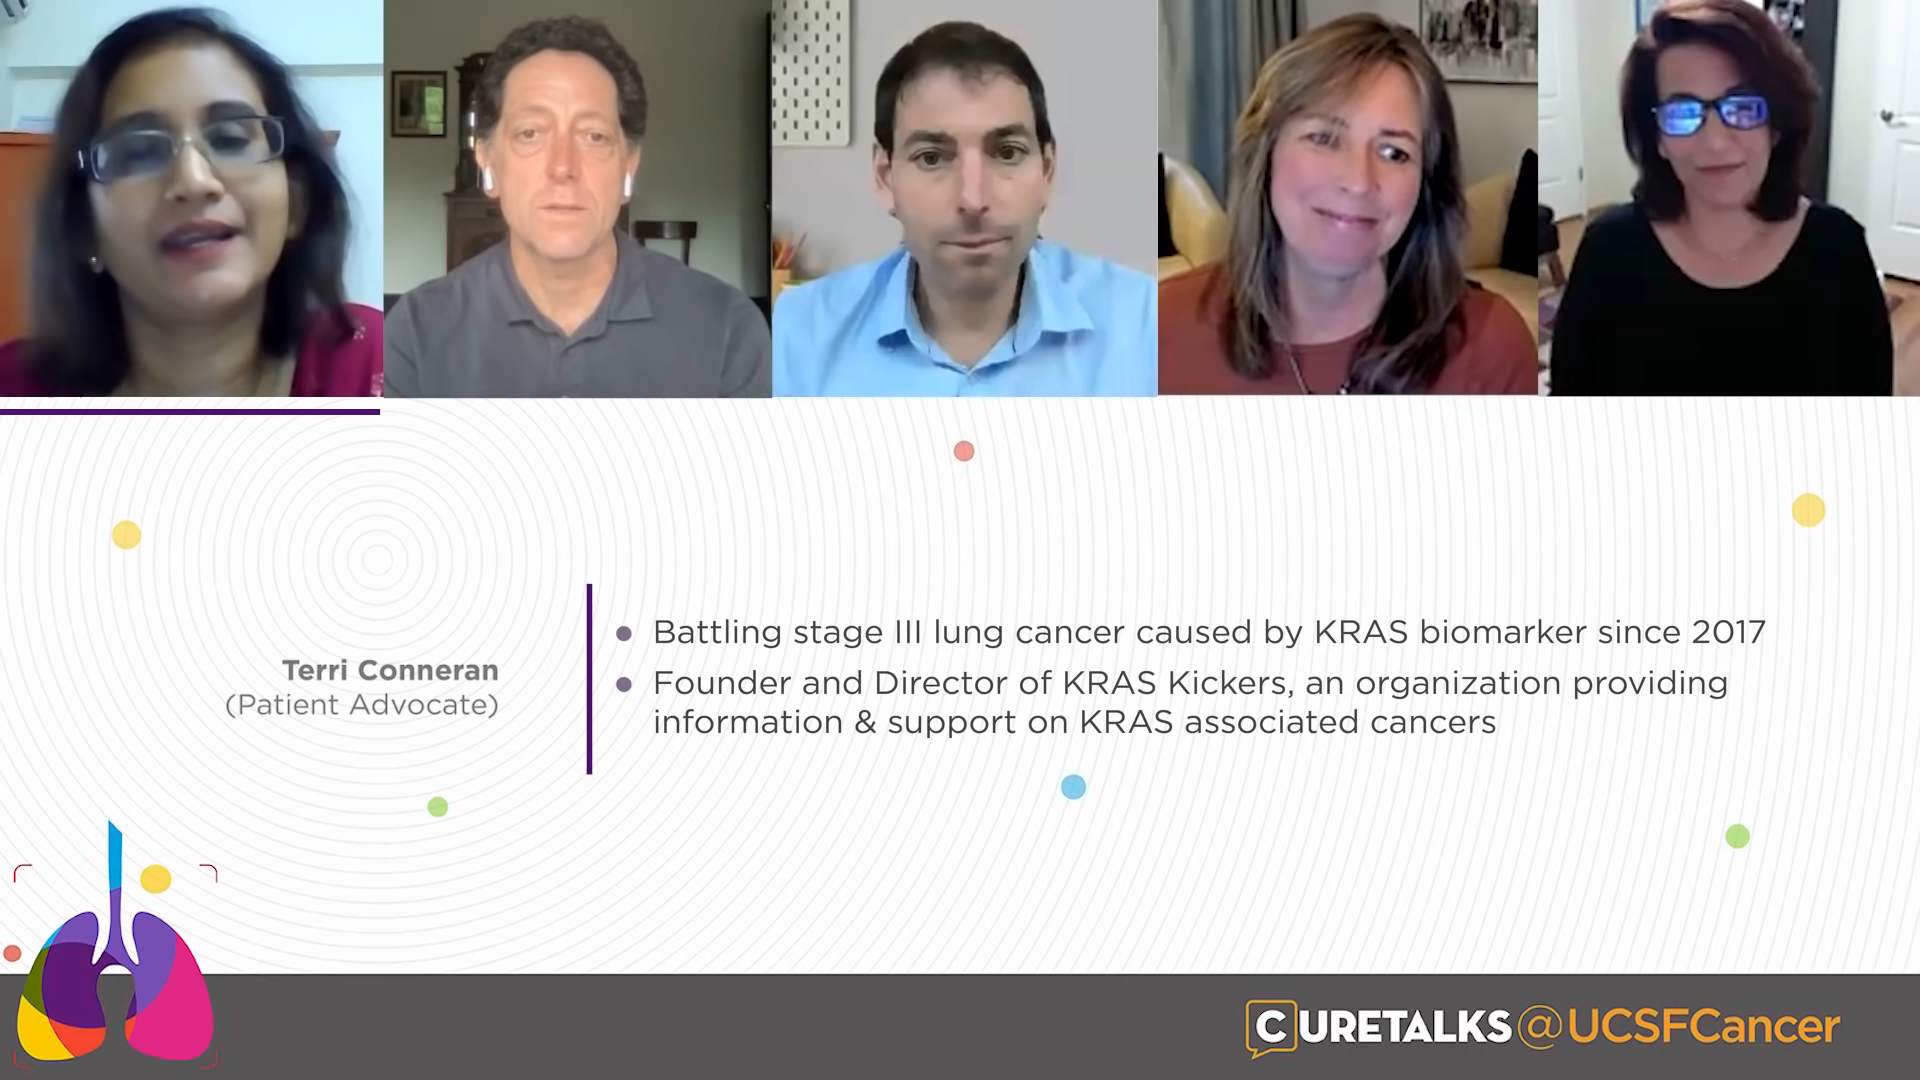 Terri Conneran
(Patient Advocate)
Battling stage III lung cancer caused by KRAS biomarker since 2017
Founder and Director of KRAS Kickers, an organization providing
information & support on KRAS associated cancers
CURETALKS@UCSFCancer